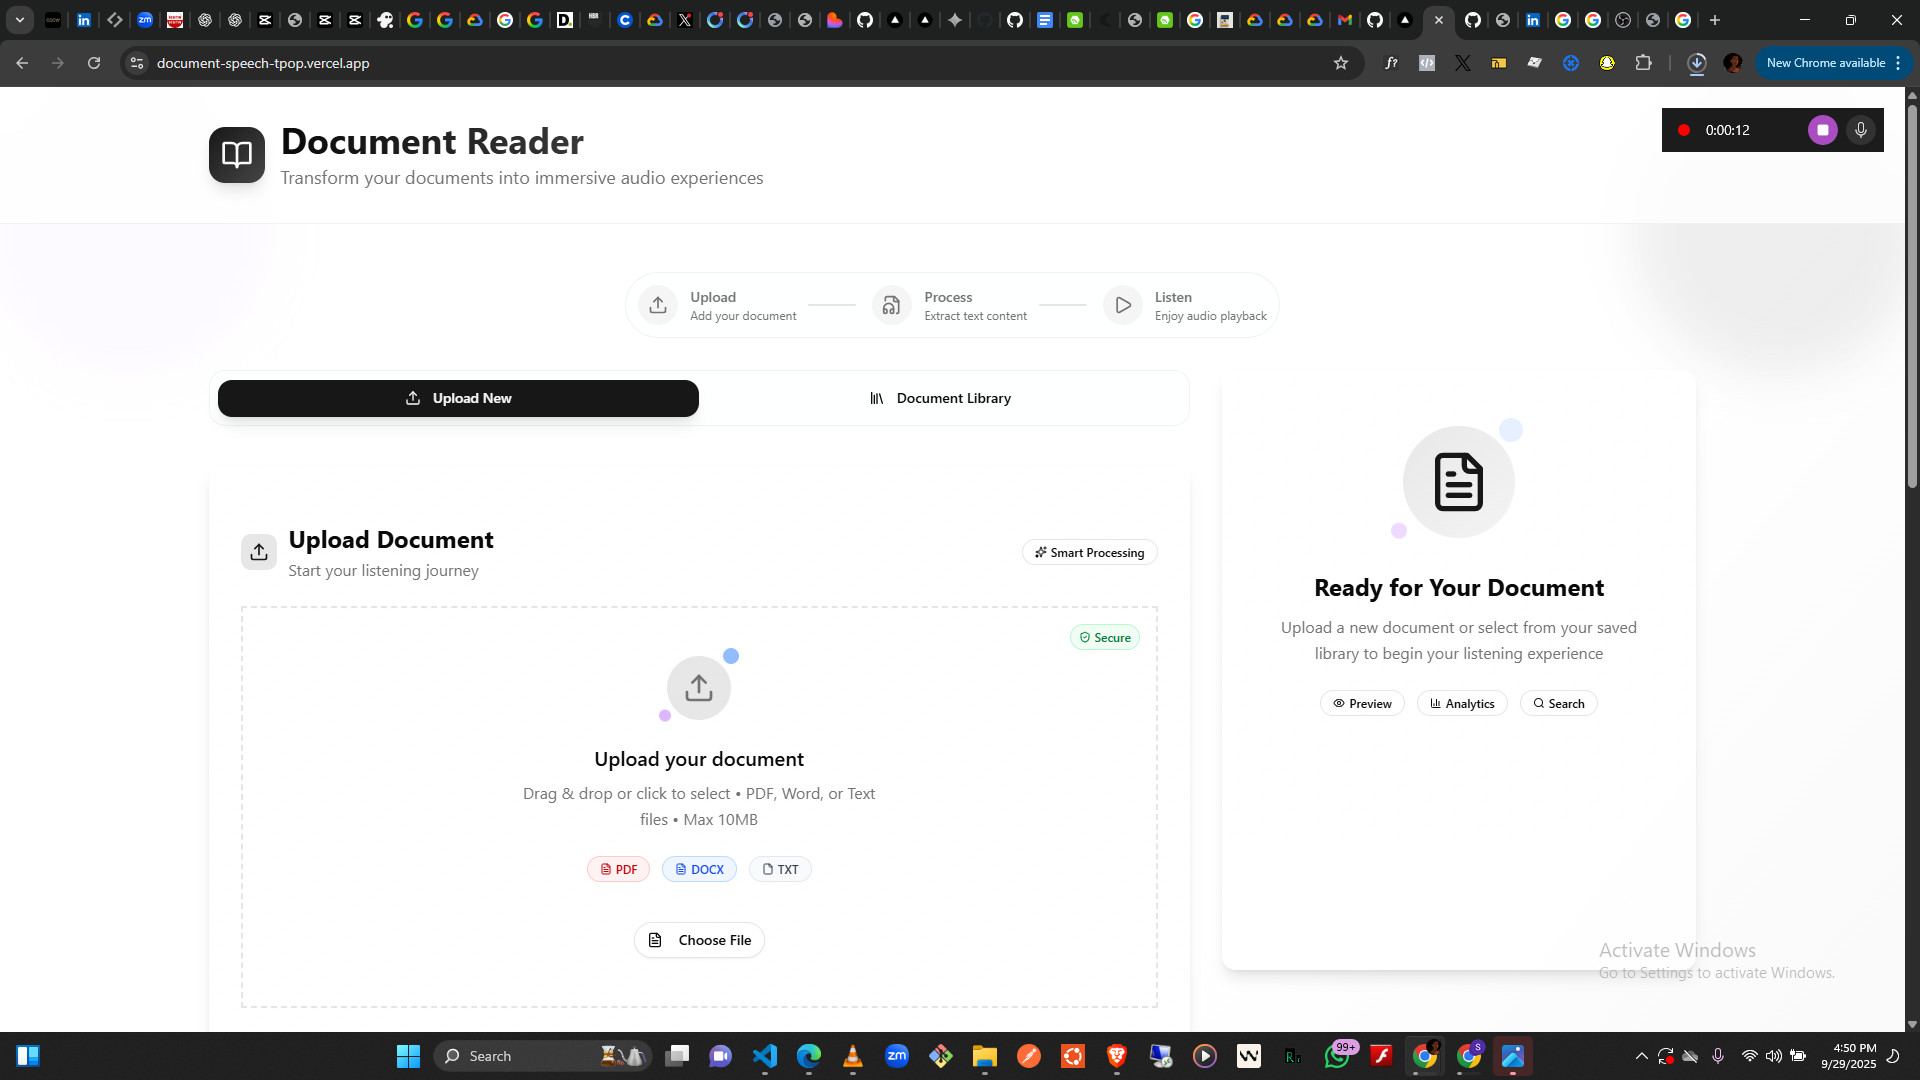 document-speech-tpop.vercel.app
New Chrome available
Document Reader
Transform your documents into immersive audio experiences
0:00:12
Upload
Add your document
Process
Extract text content
Listen
Enjoy audio playback
Upload New
Document Library
Upload Document
Start your listening journey
Smart Processing
Secure
Upload your document
Drag & drop or click to select • PDF, Word, or Text
files • Max 10MB
PDF
DOCX
TXT
Choose File
Ready for Your Document
Upload a new document or select from your saved
library to begin your listening experience
Preview
Analytics
Search
Activate Windows
Go to Settings to activate Windows.
Search
99+
4:50 PM
9/29/2025